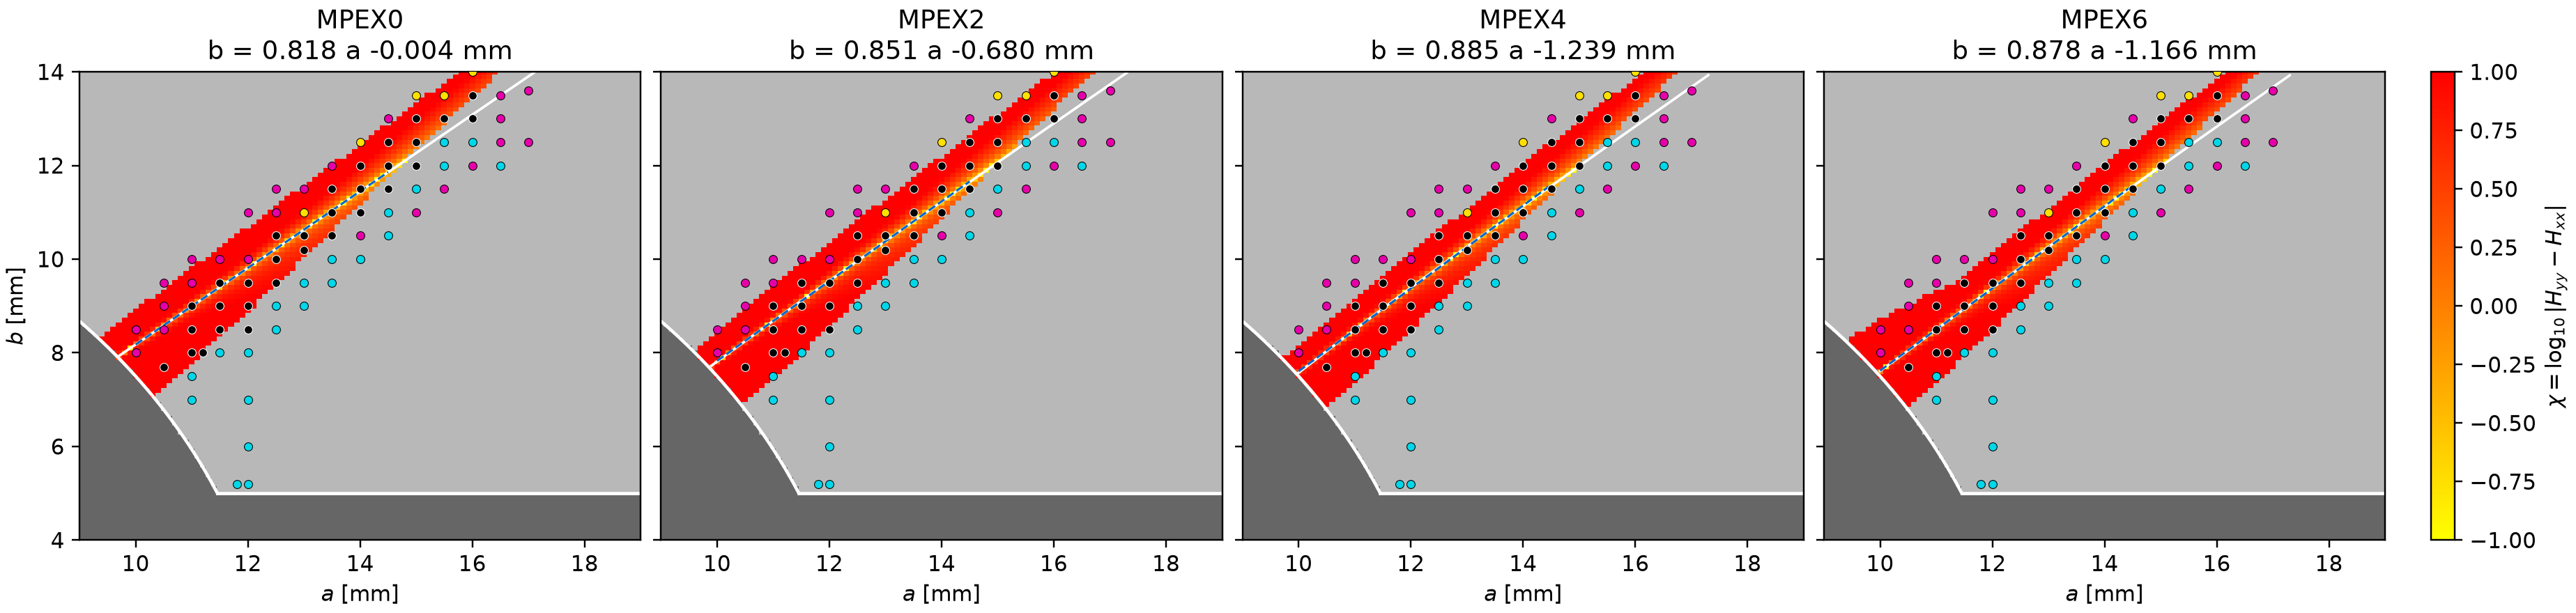 MPEX0
b = 0.818 a -0.004 mm
MPEX2
b = 0.851 a -0.680 mm
MPEX4
b = 0.885 a -1.239 mm
MPEX6
b = 0.878 a -1.166 mm
b [mm]
14
12
10
8
6
4
10 12 14 16 18
10 12 14 16 18
10 12 14 16 18
10 12 14 16 18
a [mm]
a [mm]
a [mm]
a [mm]
1.00
0.75
0.50
0.25
0.00
−0.25
−0.50
−0.75
−1.00
χ = log₁₀ |H_yy − H_xx|